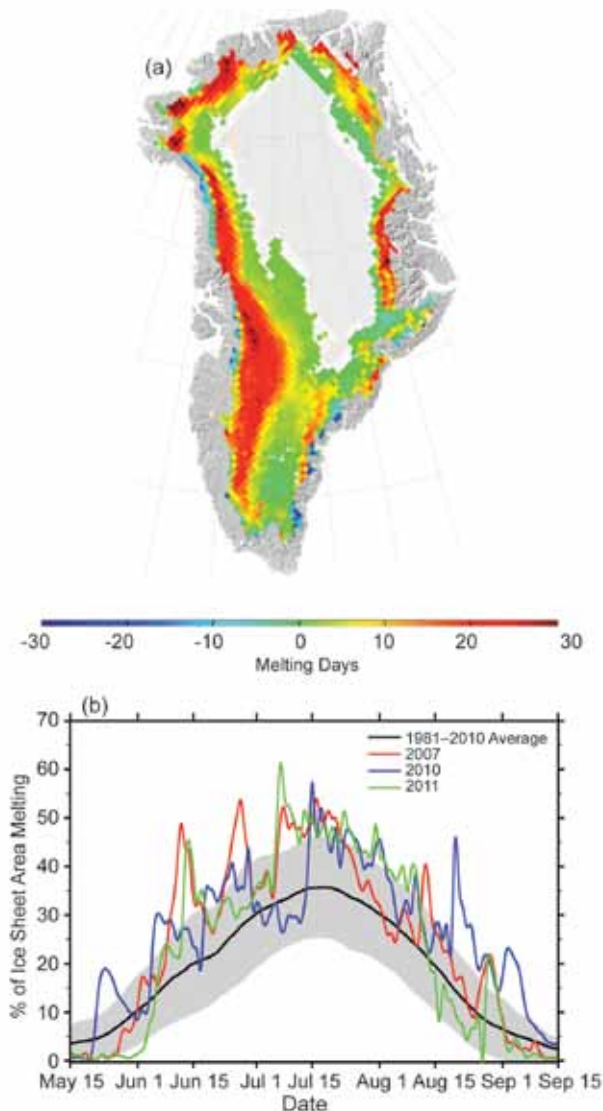 (a)
-30 -20 -10 0 10 20 30
Melting Days
(b)
70
60
50
40
30
20
10
0
% of Ice Sheet Area Melting
1981–2010 Average
2007
2010
2011
May 15 Jun 1 Jun 15 Jul 1 Jul 15 Aug 1 Aug 15 Sep 1 Sep 15
Date